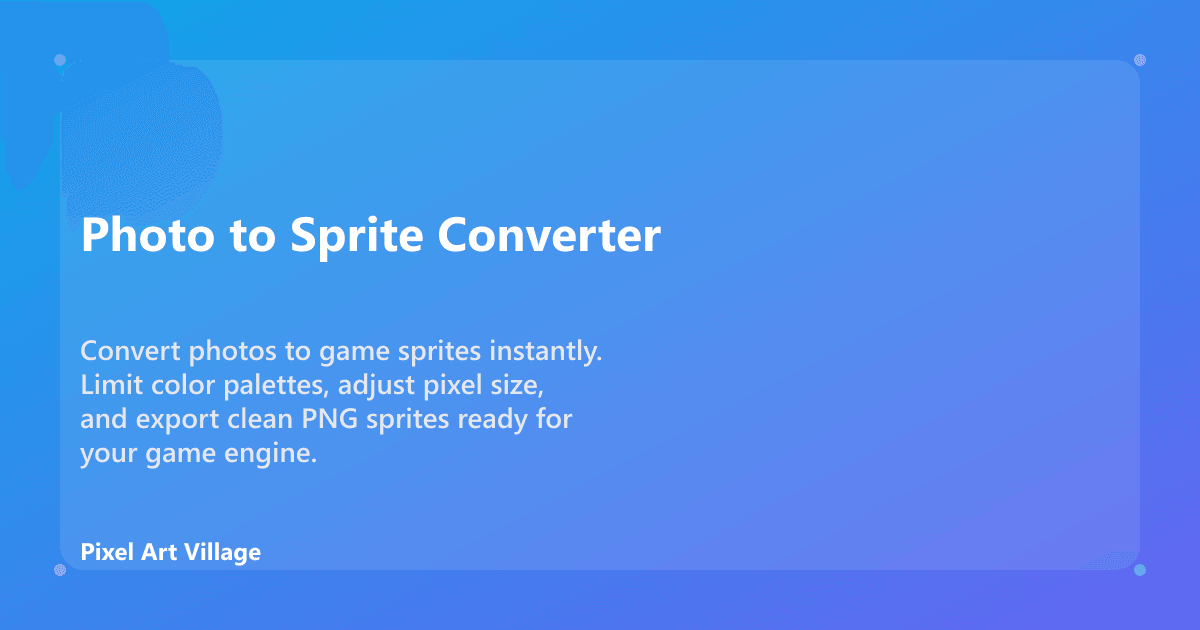 Photo to Sprite Converter
Convert photos to game sprites instantly.
Limit color palettes, adjust pixel size,
and export clean PNG sprites ready for
your game engine.
Pixel Art Village